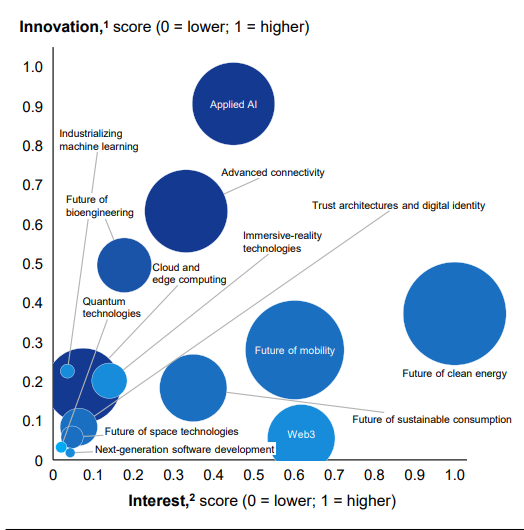 Innovation,¹ score (0 = lower; 1 = higher)
1.0
0.9
Applied AI
0.8
Industrializing
machine learning
0.7
Advanced connectivity
Future of
bioengineering
Trust architectures and digital identity
0.6
Immersive-reality
technologies
0.5
Cloud and
edge computing
0.4
Quantum
technologies
0.3
Future of mobility
Future of clean energy
0.2
0.1
Future of sustainable consumption
Future of space technologies
Web3
Next-generation software development
0
0 0.1 0.2 0.3 0.4 0.5 0.6 0.7 0.8 0.9 1.0
Interest,² score (0 = lower; 1 = higher)